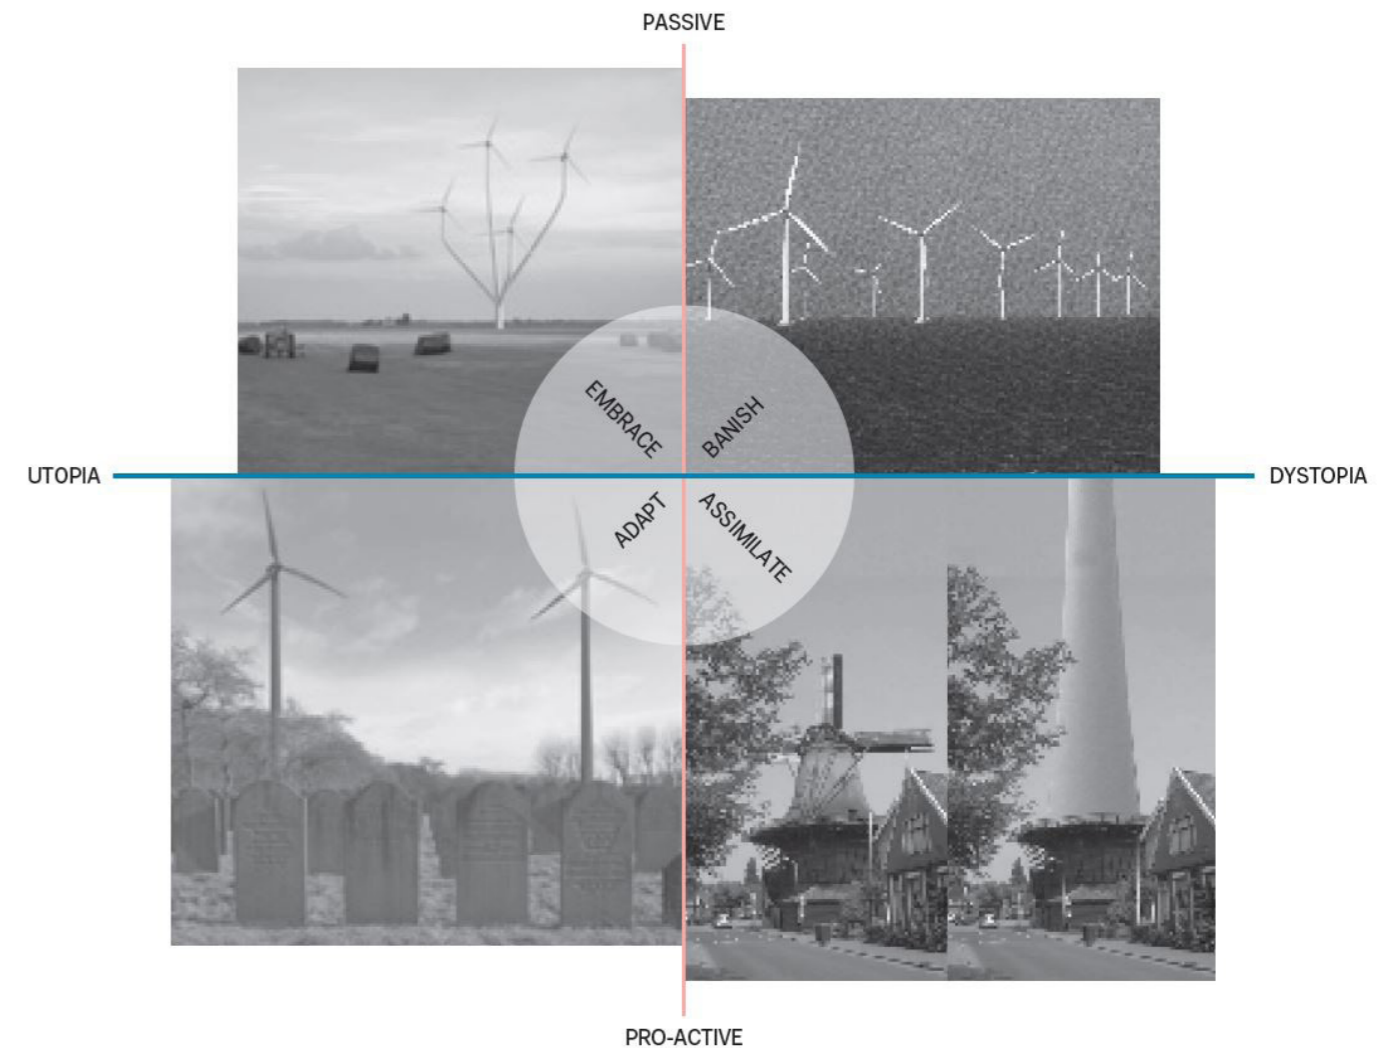 PASSIVE
EMBRACE
BANISH
UTOPIA
DYSTOPIA
ADAPT
ASSIMILATE
PRO-ACTIVE